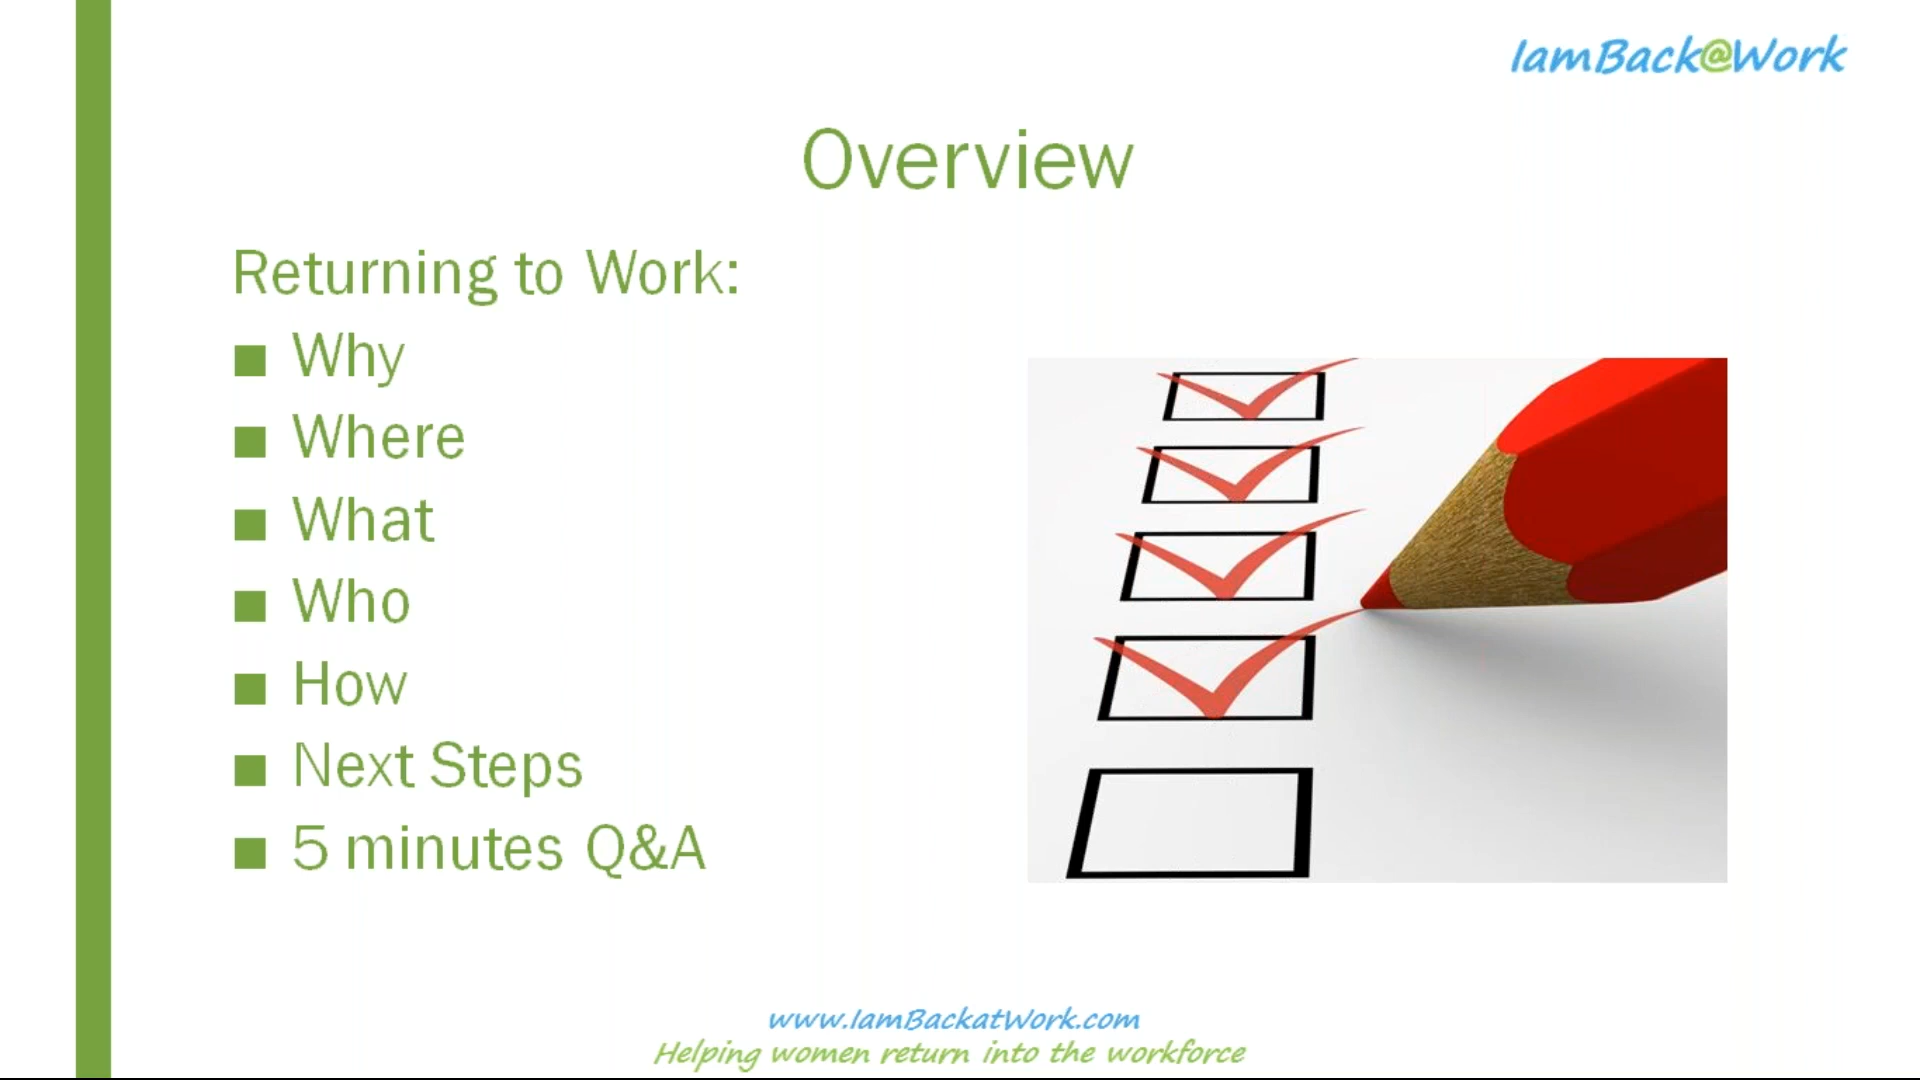 IamBack@Work
Overview
Returning to Work:
Why
Where
What
Who
How
Next Steps
5 minutes Q&A
www.IamBackatWork.com
Helping women return into the workforce